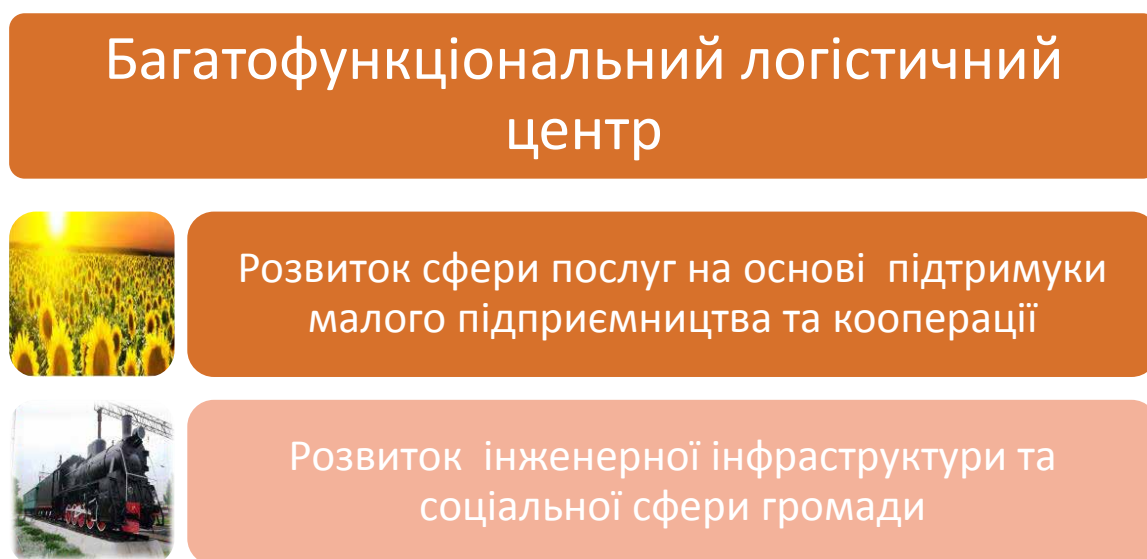 Багатофункціональний логістичний
центр
Розвиток сфери послуг на основі підтримуки
малого підприємництва та кооперації
Розвиток інженерної інфраструктури та
соціальної сфери громади